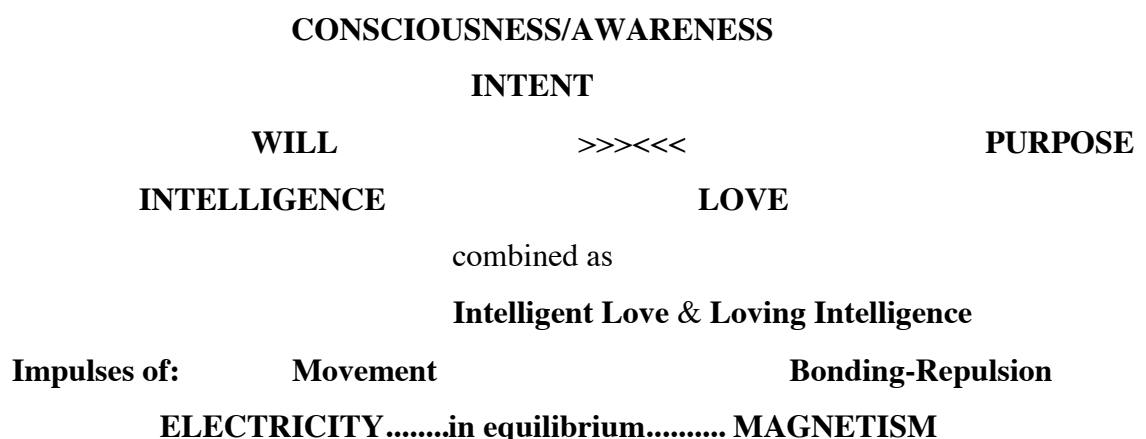 CONSCIOUSNESS/AWARENESS
INTENT
WILL >>><<< PURPOSE
INTELLIGENCE LOVE
combined as
Intelligent Love & Loving Intelligence
Impulses of: Movement Bonding-Repulsion
ELECTRICITY........in equilibrium.......... MAGNETISM